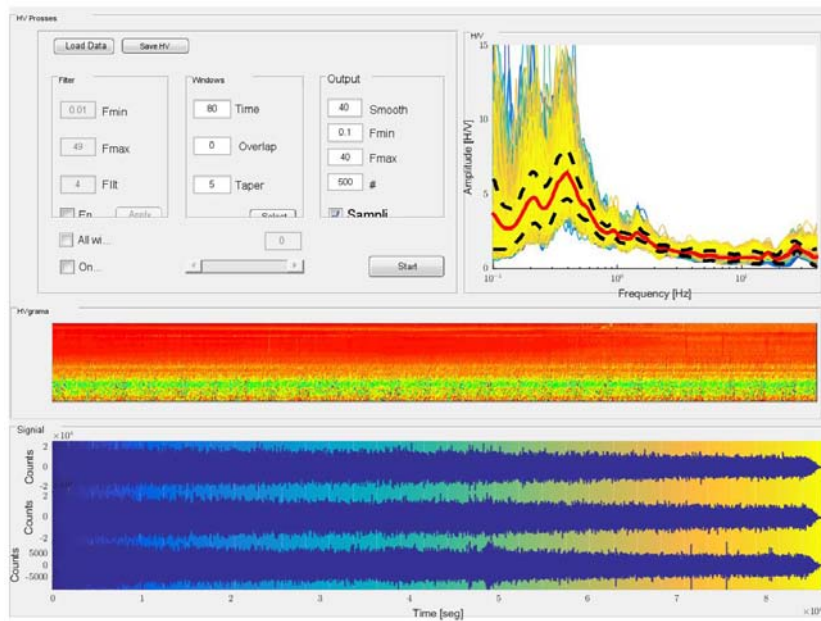 HV Prosses
Load Data
Save HV
Filter
0.01 Fmin
49 Fmax
4 FIlt
En
Apply
Windows
80 Time
0 Overlap
5 Taper
Select
Output
40 Smooth
0.1 Fmin
40 Fmax
500 #
Sampli
All wi...
0
On...
Start
H/V
Amplitude [H/V]
15
10
5
0
10⁻¹ 10⁰ 10¹
Frequency [Hz]
HVgrama
Signial
×10⁴
Counts
2
0
-2
Counts
2
0
-2
Counts
5000
0
-5000
0 1 2 3 4 5 6 7 8
Time [seg]